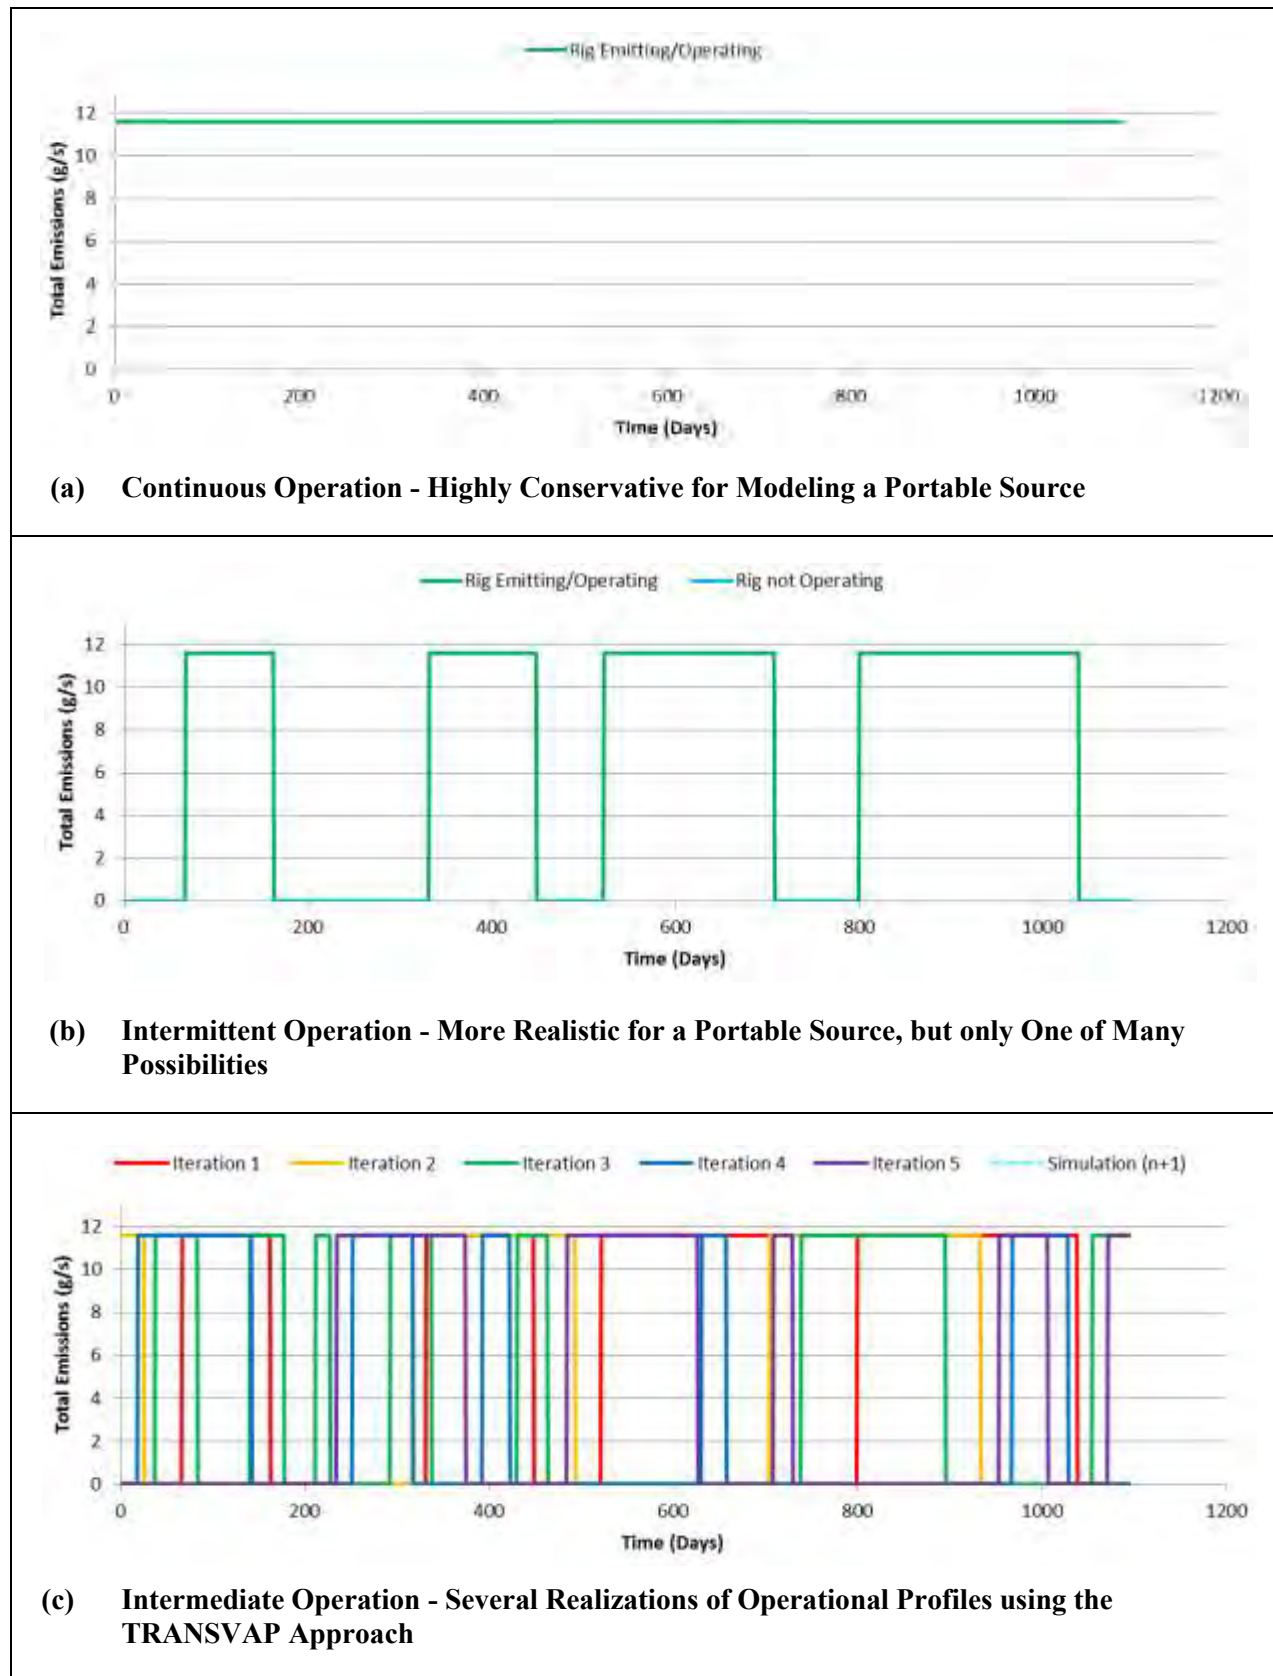 Rig Emitting/Operating
12
10
8
6
4
2
0
0 200 400 600 800 1000 1200
Total Emissions (g/s)
Time (Days)
(a) Continuous Operation - Highly Conservative for Modeling a Portable Source
Rig Emitting/Operating Rig not Operating
12
10
8
6
4
2
0
0 200 400 600 800 1000 1200
Total Emissions (g/s)
Time (Days)
(b) Intermittent Operation - More Realistic for a Portable Source, but only One of Many
Possibilities
Iteration 1 Iteration 2 Iteration 3 Iteration 4 Iteration 5 Simulation (n+1)
12
10
8
6
4
2
0
0 200 400 600 800 1000 1200
Total Emissions (g/s)
Time (Days)
(c) Intermediate Operation - Several Realizations of Operational Profiles using the
TRANSVAP Approach